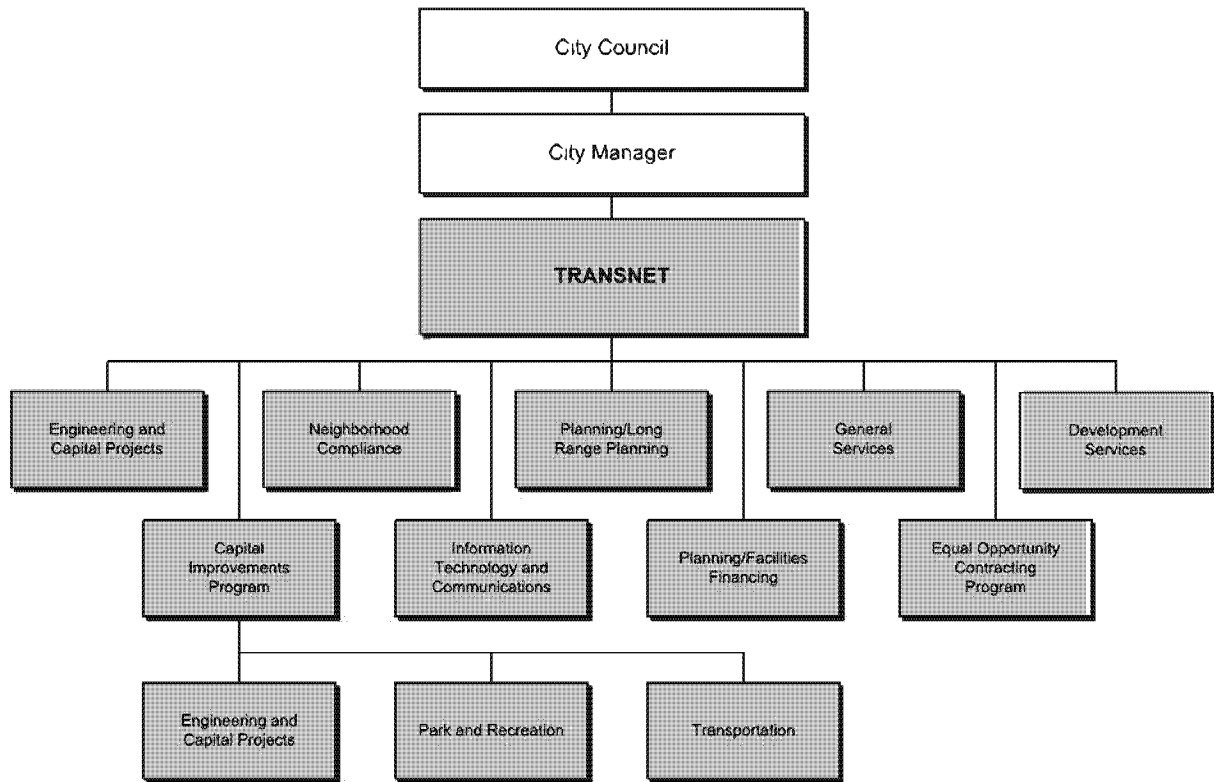 City Council
City Manager
TRANSNET
Engineering and
Capital Projects
Neighborhood
Compliance
Planning/Long
Range Planning
General
Services
Development
Services
Capital
Improvements
Program
Information
Technology and
Communications
Planning/Facilities
Financing
Equal Opportunity
Contracting
Program
Engineering and
Capital Projects
Park and Recreation
Transportation